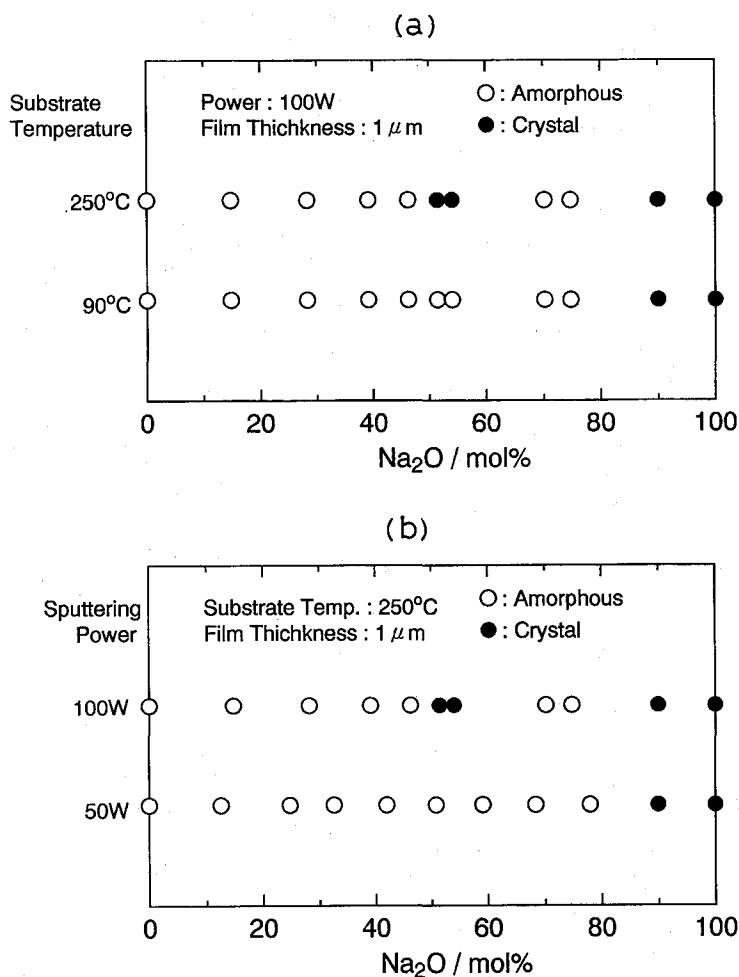 (a)
Substrate
Temperature
Power : 100W
Film Thichkness : 1 μm
○ : Amorphous
● : Crystal
250°C
90°C
0 20 40 60 80 100
Na₂O / mol%
(b)
Sputtering
Power
Substrate Temp. : 250°C
Film Thichkness : 1 μm
○ : Amorphous
● : Crystal
100W
50W
0 20 40 60 80 100
Na₂O / mol%